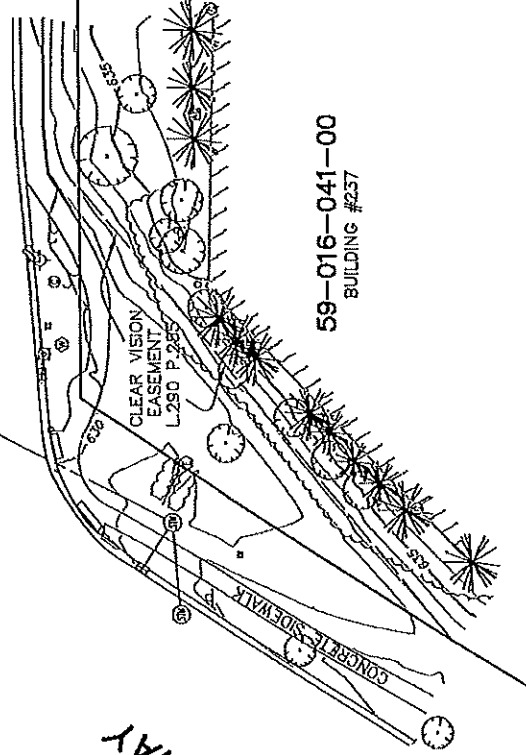 635
CLEAR VISION
EASEMENT
L.290 P.285
59-016-041-00
BUILDING #237
630
635
CONCRETE SIDEWALK